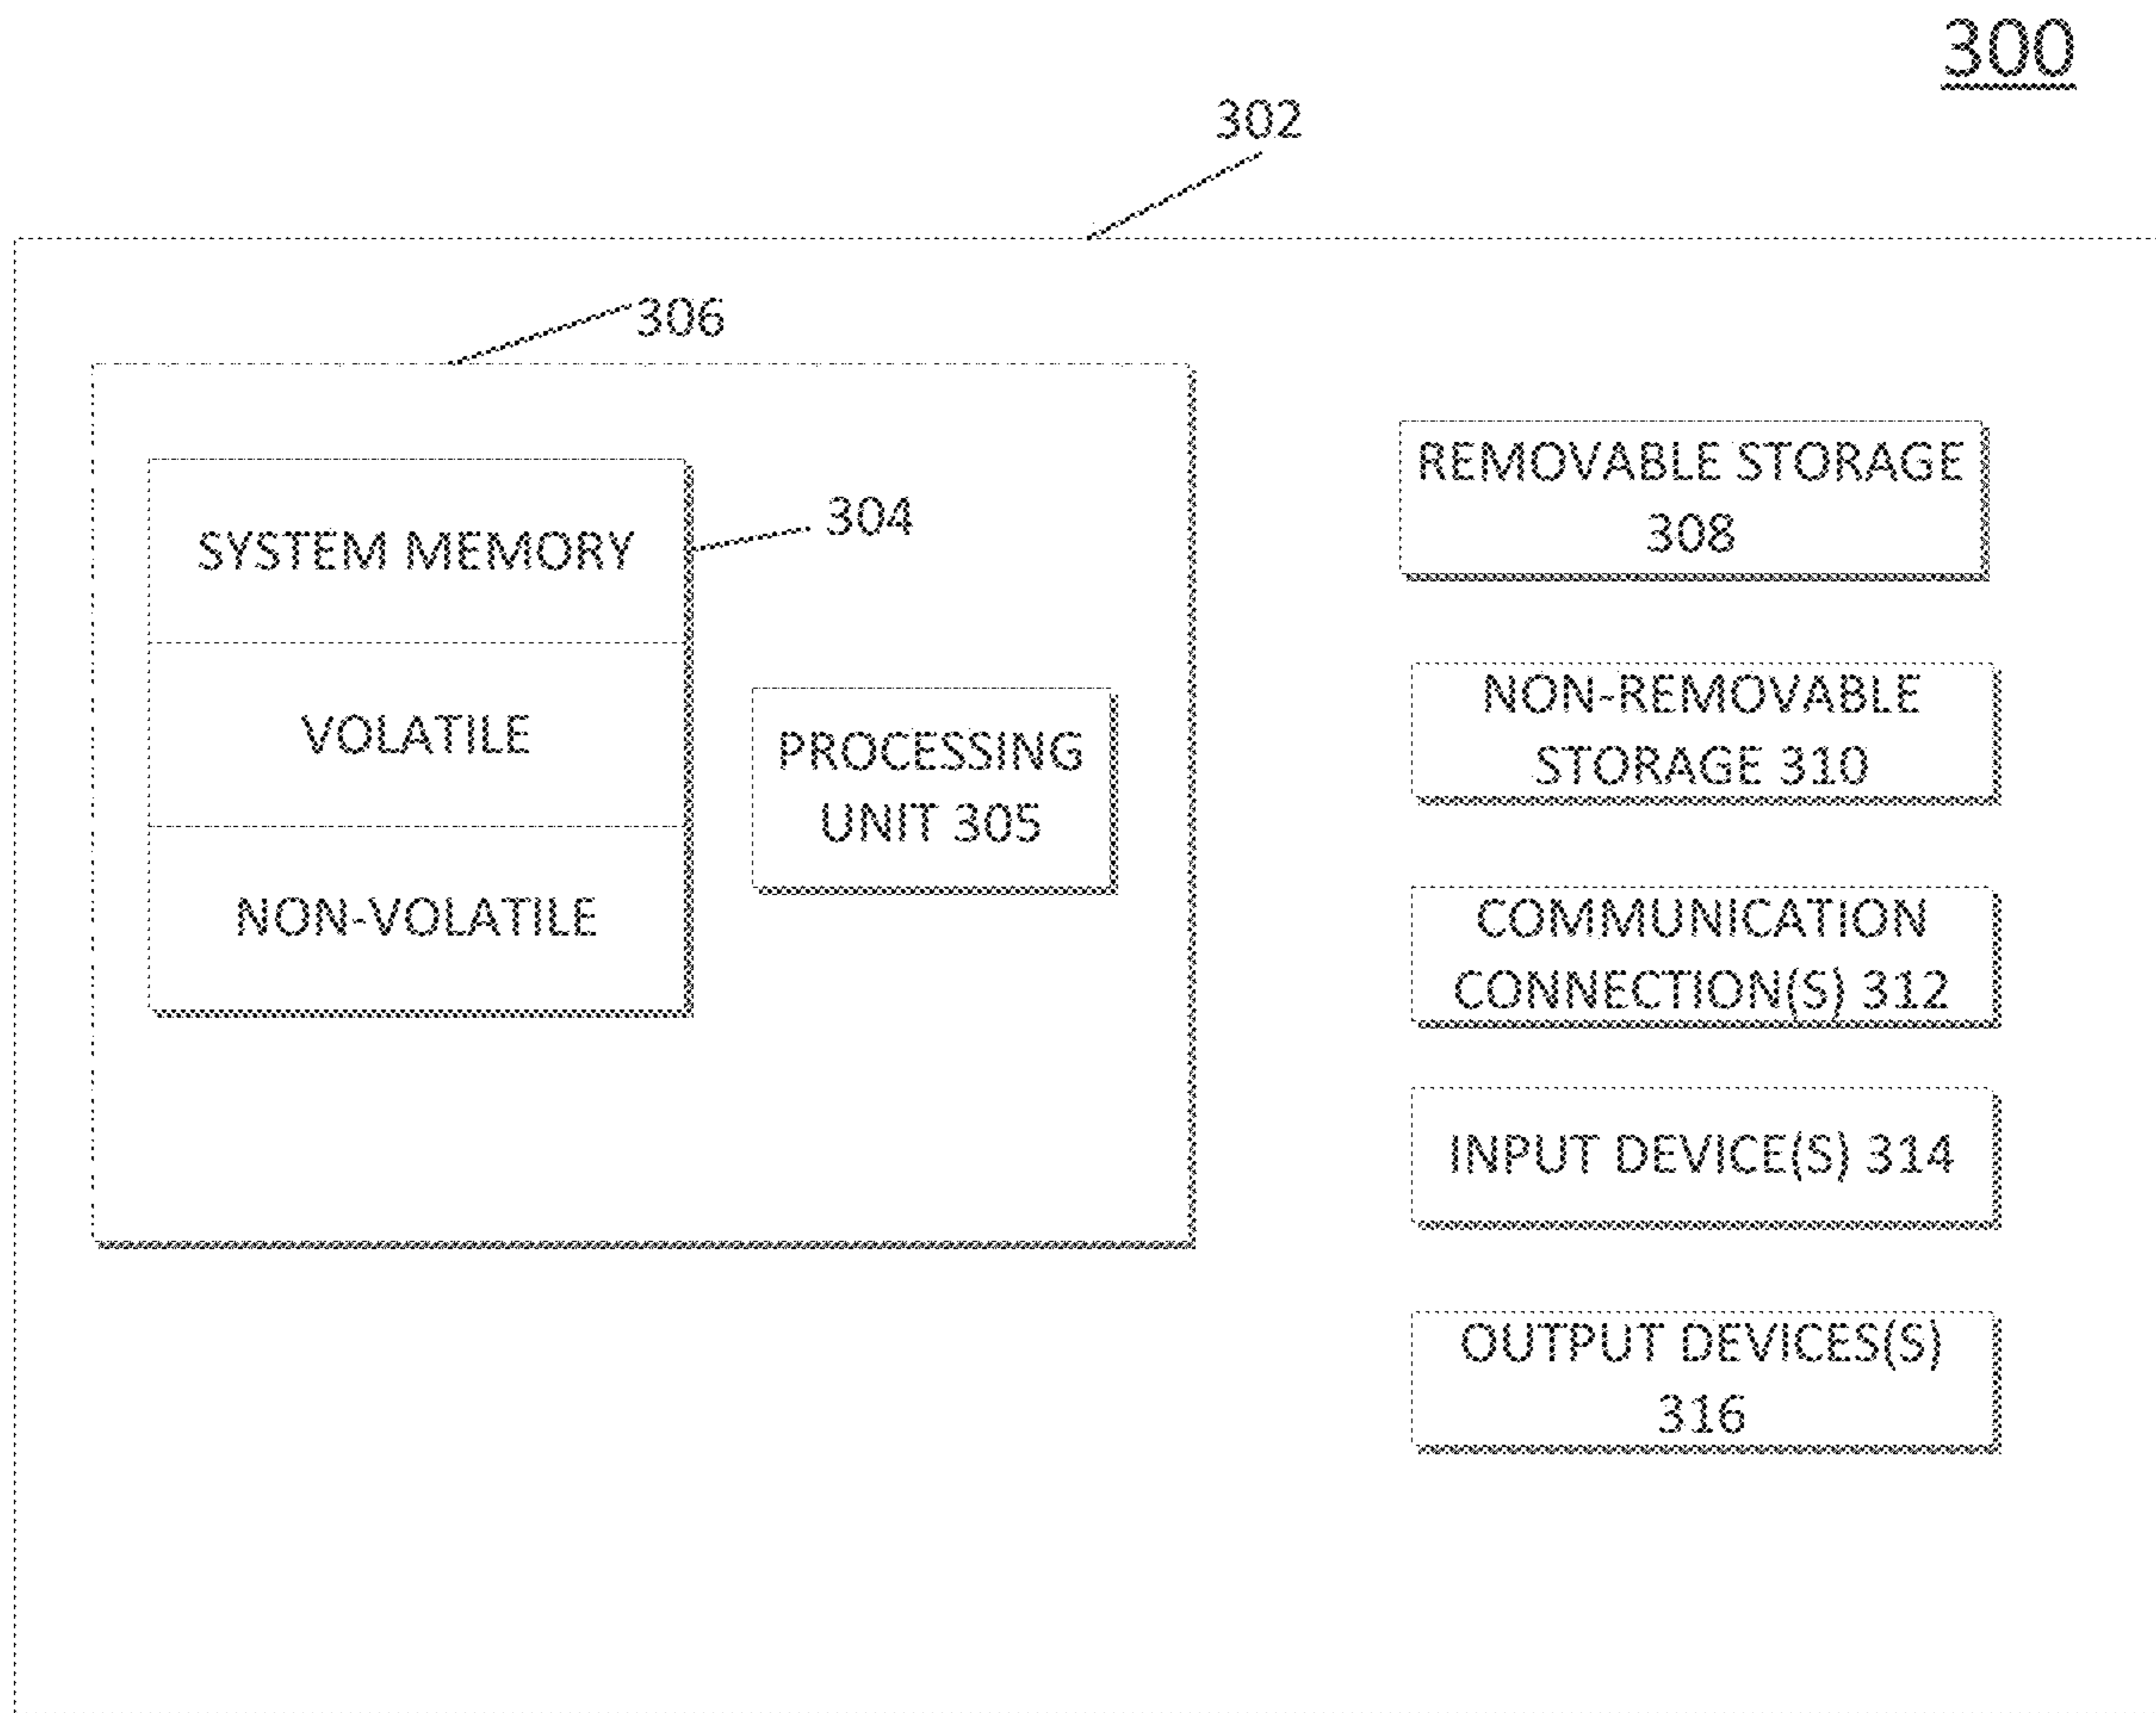 300
302
306
SYSTEM MEMORY
304
VOLATILE
NON-VOLATILE
PROCESSING
UNIT 305
REMOVABLE STORAGE
308
NON-REMOVABLE
STORAGE 310
COMMUNICATION
CONNECTION(S) 312
INPUT DEVICE(S) 314
OUTPUT DEVICES(S)
316